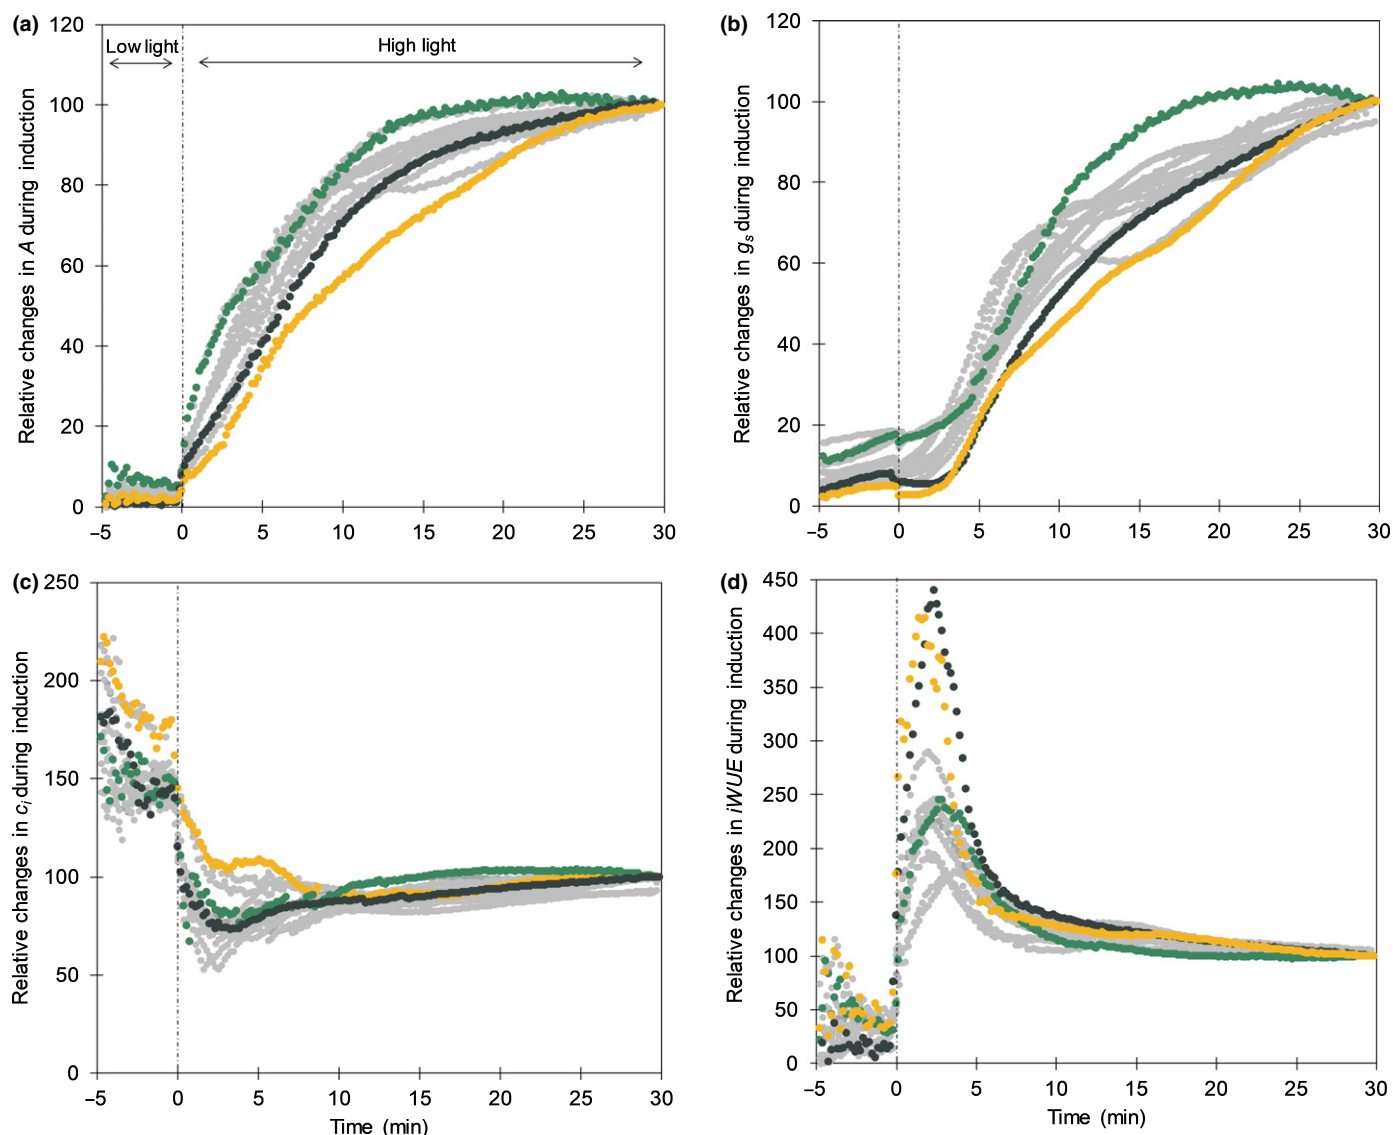 (a)
120
100
80
60
40
20
0
Relative changes in A during induction
Low light
High light
−5 0 5 10 15 20 25 30
(b)
120
100
80
60
40
20
0
Relative changes in gs duirng induction
−5 0 5 10 15 20 25 30
(c)
250
200
150
100
50
0
Relative changes in ci during induction
−5 0 5 10 15 20 25 30
Time (min)
(d)
450
400
350
300
250
200
150
100
50
0
Relative changes in iWUE during induction
−5 0 5 10 15 20 25 30
Time (min)